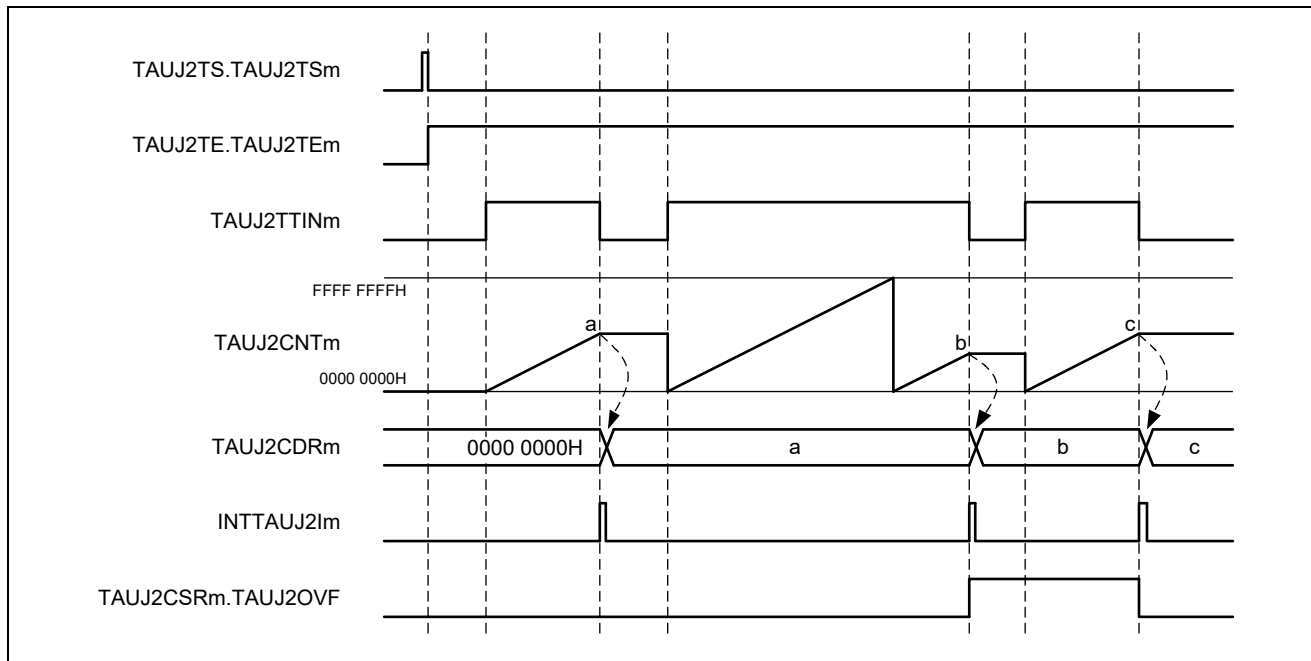 TAUJ2TS.TAUJ2TSm
TAUJ2TE.TAUJ2TEm
TAUJ2TTINm
FFFF FFFFH
a
b
c
TAUJ2CNTm
0000 0000H
TAUJ2CDRm
0000 0000H
a
b
c
INTTAUJ2Im
TAUJ2CSRm.TAUJ2OVF